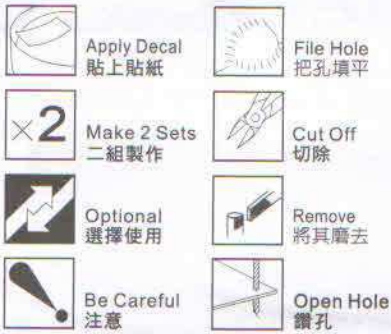 Apply Decal
貼上貼紙
File Hole
把孔填平
×2
Make 2 Sets
二組製作
Cut Off
切除
Optional
選擇使用
Remove
將其磨去
Be Careful
注意
Open Hole
鑽孔